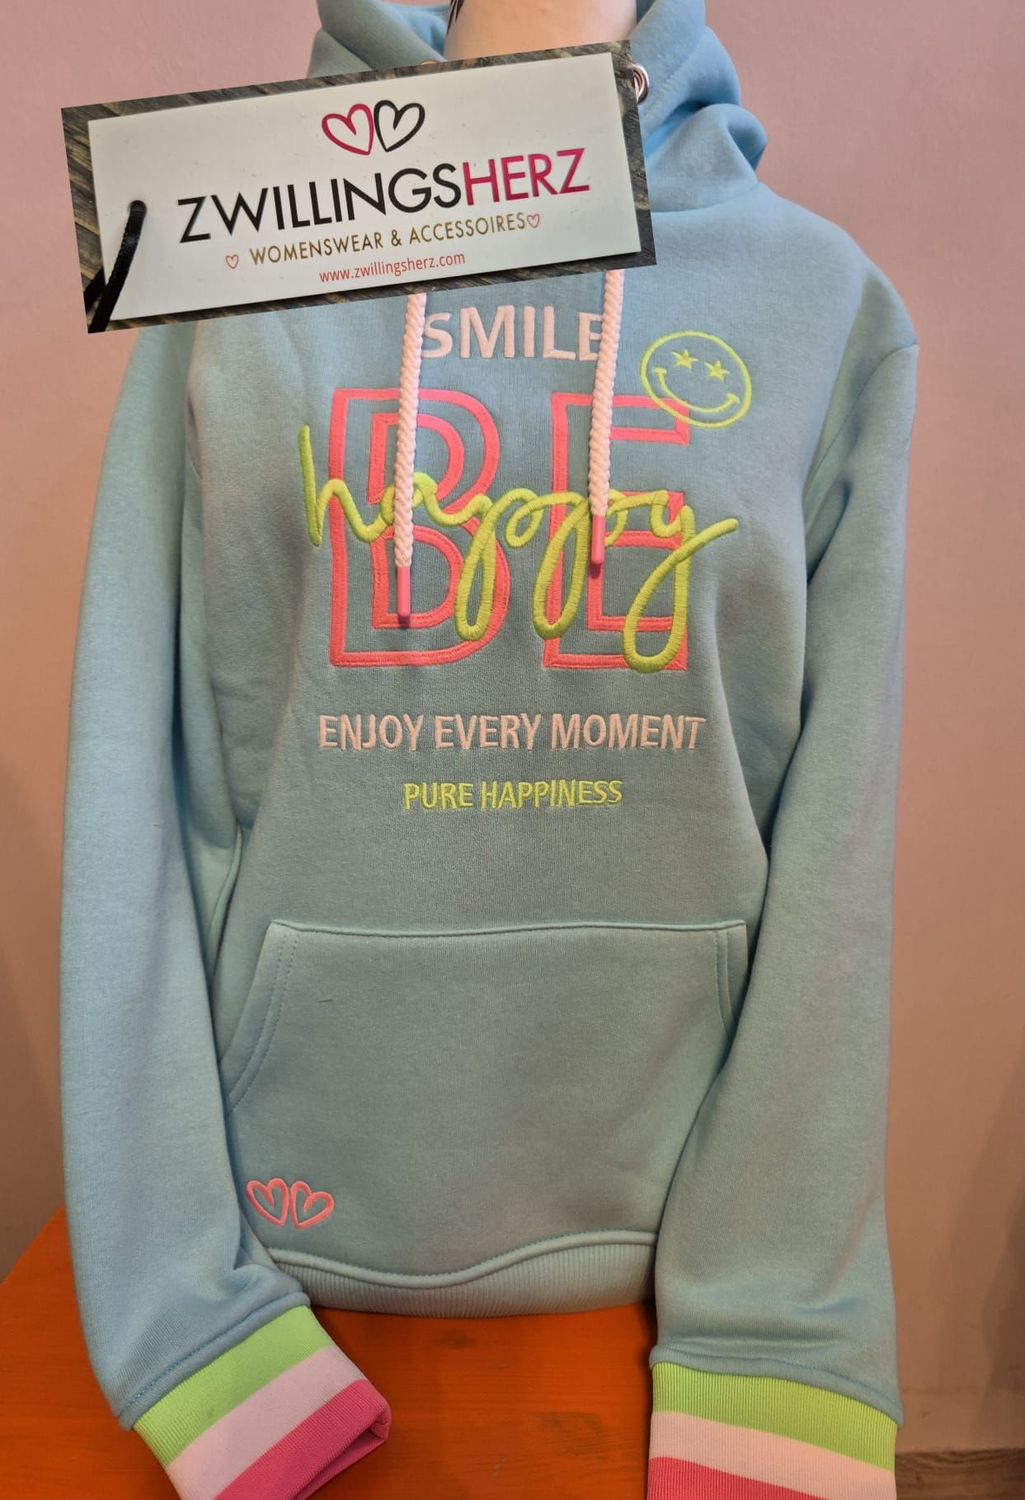 ZWILLINGSHERZ
WOMENSWEAR & ACCESSOIRES
www.zwillingsherz.com
SMILE
BE
happy
ENJOY EVERY MOMENT
PURE HAPPINESS